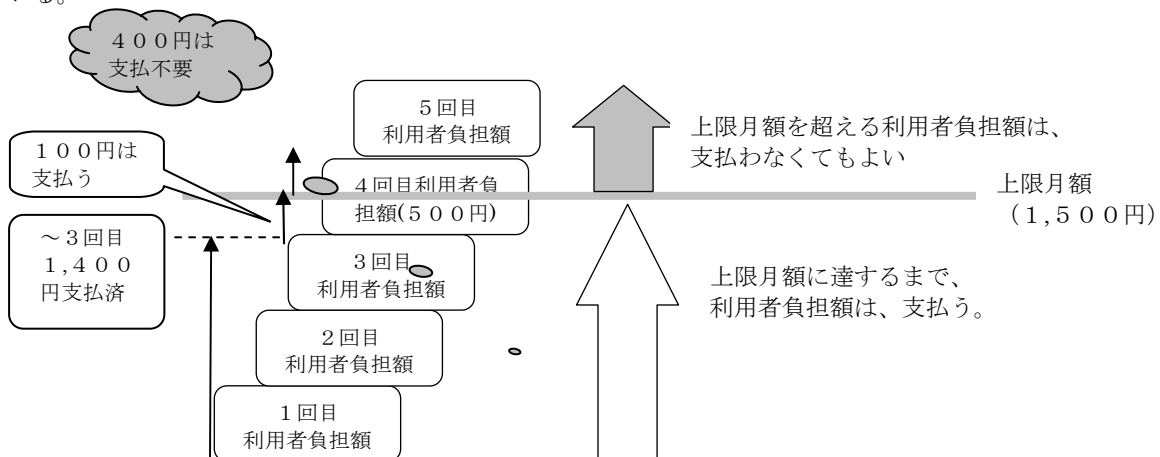 いる。
４００円は
支払不要
５回目
利用者負担額
上限月額を超える利用者負担額は、
支払わなくてもよい
１００円は
支払う
４回目利用者負
担額(５００円)
上限月額
（１,５００円）
～３回目
１,４００
円支払済
３回目
利用者負担額
上限月額に達するまで、
利用者負担額は、支払う。
２回目
利用者負担額
１回目
利用者負担額